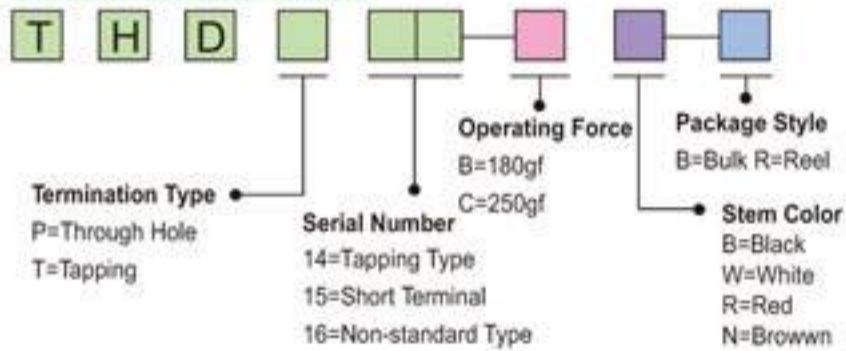 T H D
Termination Type
P=Through Hole
T=Tapping
Serial Number
14=Tapping Type
15=Short Terminal
16=Non-standard Type
Operating Force
B=180gf
C=250gf
Package Style
B=Bulk R=Reel
Stem Color
B=Black
W=White
R=Red
N=Browwn